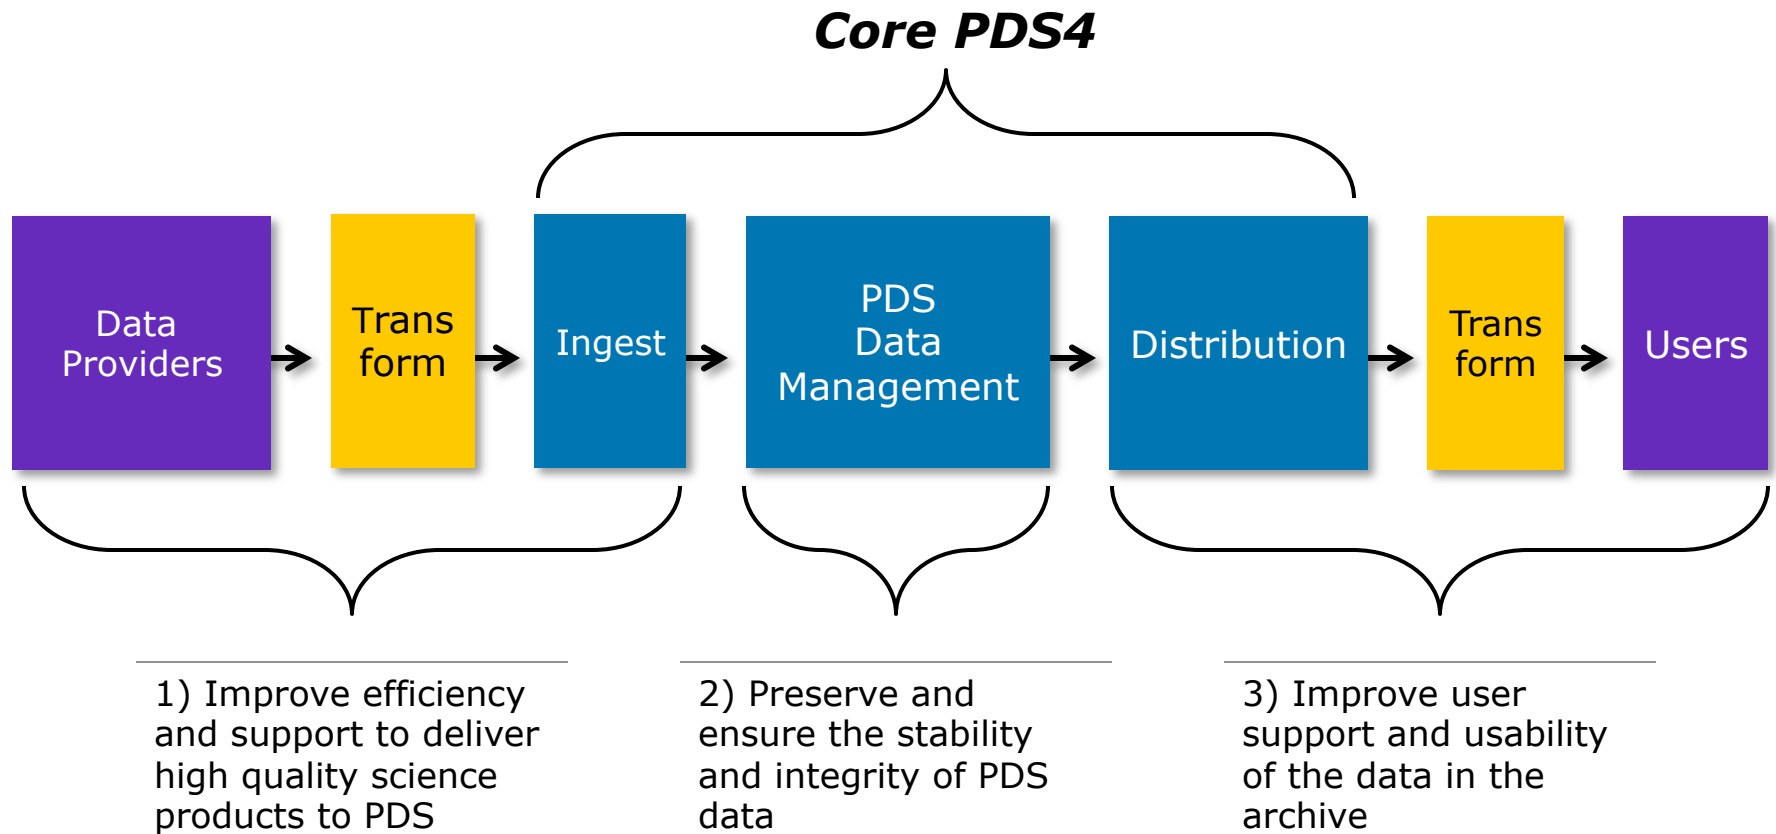 Core PDS4
Data
Providers
Trans
form
Ingest
PDS
Data
Management
Distribution
Trans
form
Users
1) Improve efficiency
and support to deliver
high quality science
products to PDS
2) Preserve and
ensure the stability
and integrity of PDS
data
3) Improve user
support and usability
of the data in the
archive